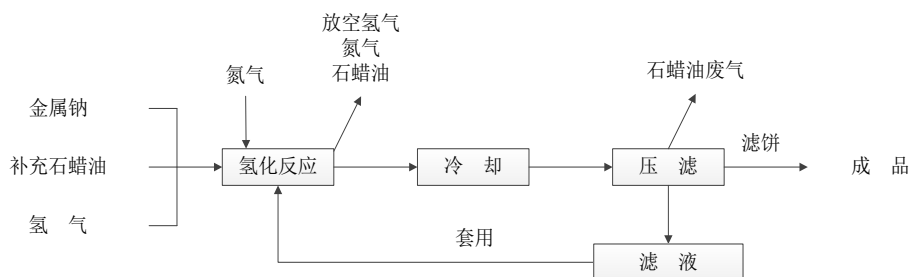 放空氢气
氮气
石蜡油
氮气
石蜡油废气
金属钠
补充石蜡油
氢 气
氢化反应
冷 却
压 滤
滤饼
成 品
套用
滤 液